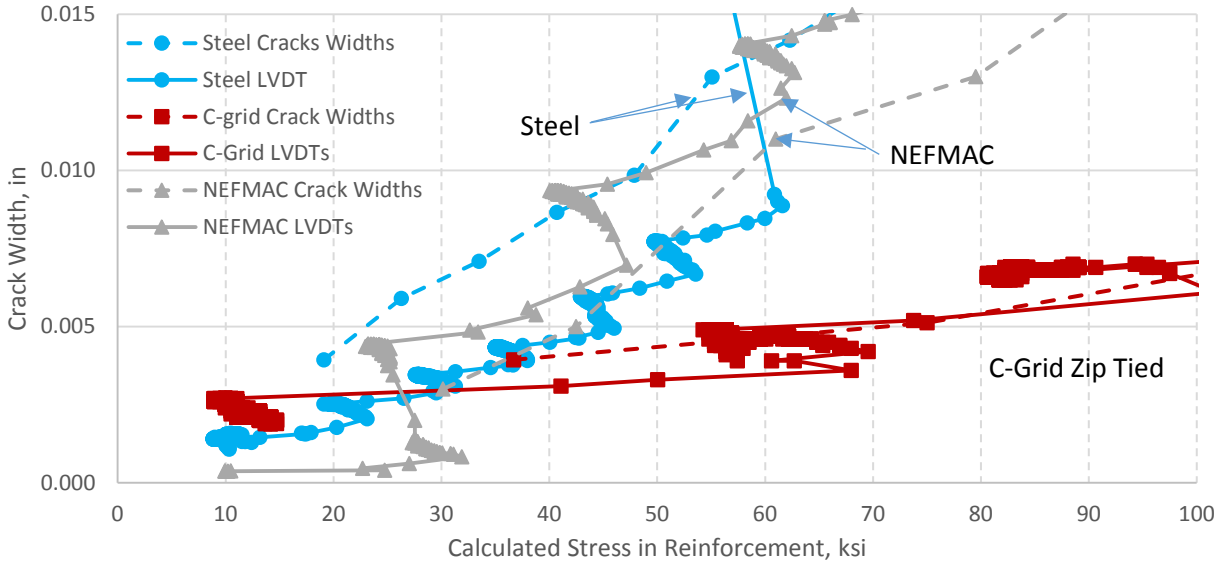 0.015
0.010
0.005
0.000
Crack Width, in
Steel Cracks Widths
Steel LVDT
C-grid Crack Widths
C-Grid LVDTs
NEFMAC Crack Widths
NEFMAC LVDTs
Steel
NEFMAC
C-Grid Zip Tied
0 10 20 30 40 50 60 70 80 90 100
Calculated Stress in Reinforcement, ksi